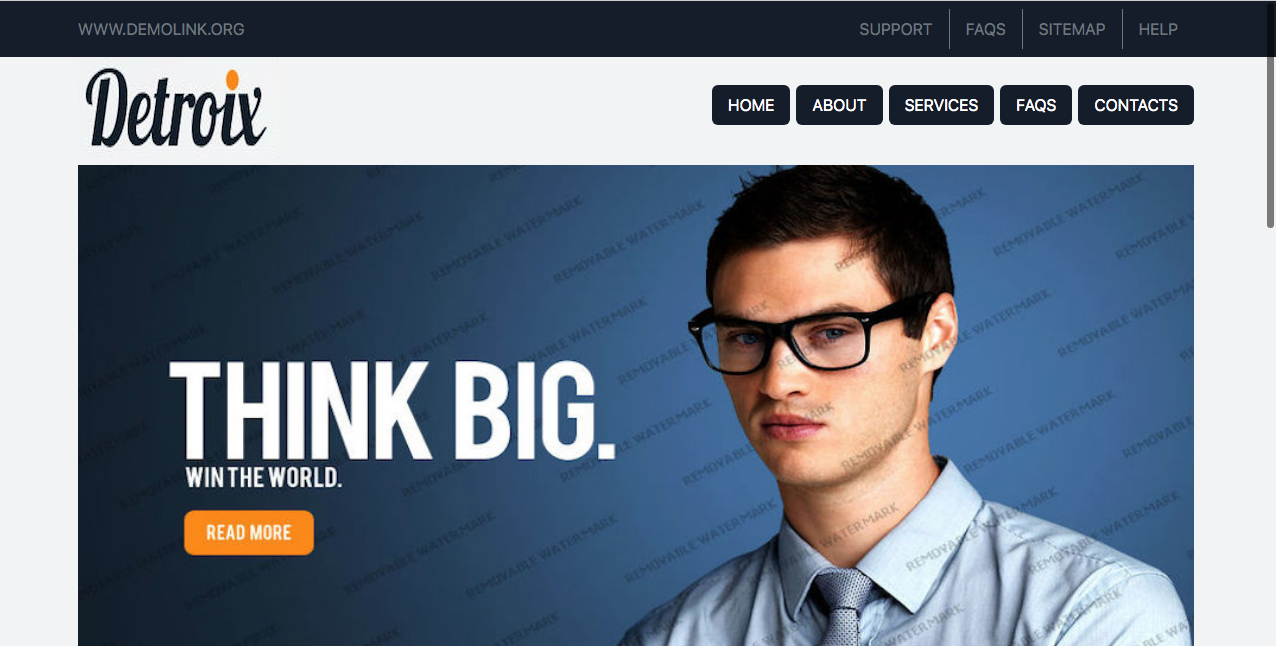 WWW.DEMOLINK.ORG
SUPPORT FAQS SITEMAP HELP
Detroix
HOME ABOUT SERVICES FAQS CONTACTS
THINK BIG.
WIN THE WORLD.
READ MORE
REMOVABLE WATERMARK